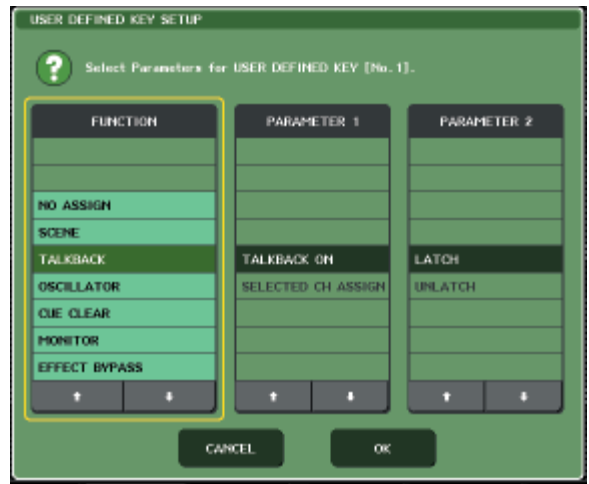 USER DEFINED KEY SETUP
?
Select Parameters for USER DEFINED KEY [No.1].
FUNCTION PARAMETER 1 PARAMETER 2
NO ASSIGN
SCENE
TALKBACK TALKBACK ON LATCH
OSCILLATOR SELECTED CH ASSIGN UNLATCH
CUE CLEAR
MONITOR
EFFECT BYPASS
CANCEL OK